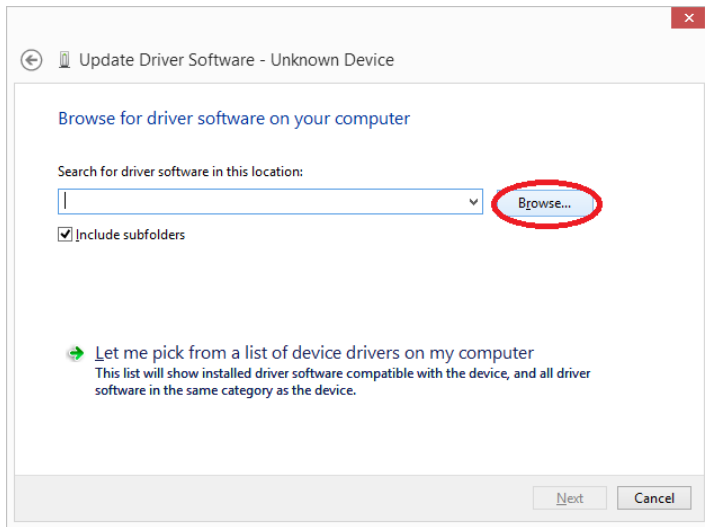 Update Driver Software - Unknown Device
Browse for driver software on your computer
Search for driver software in this location:
Browse...
Include subfolders
Let me pick from a list of device drivers on my computer
This list will show installed driver software compatible with the device, and all driver
software in the same category as the device.
Next
Cancel